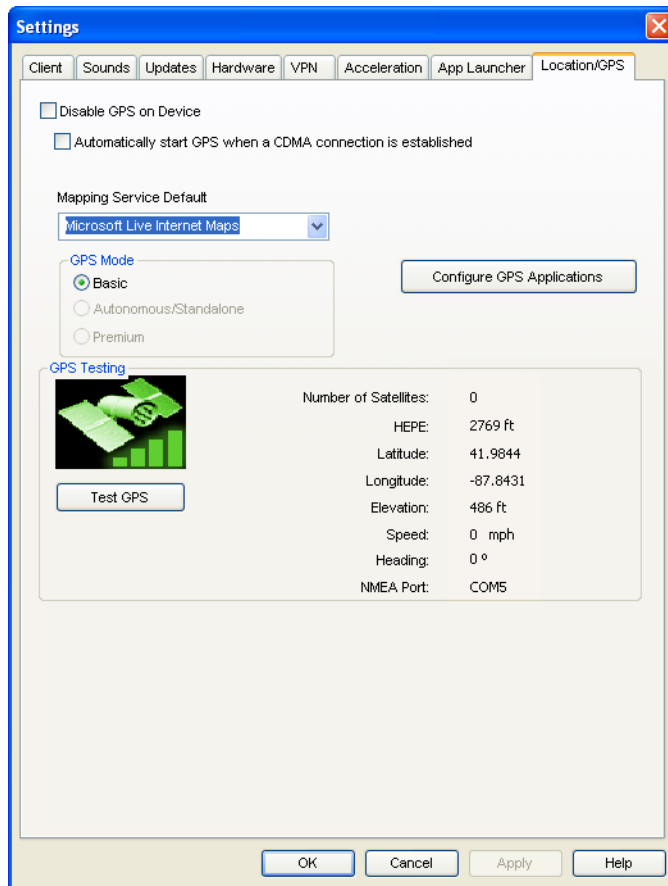 Settings
Client Sounds Updates Hardware VPN Acceleration App Launcher Location/GPS
Disable GPS on Device
Automatically start GPS when a CDMA connection is established
Mapping Service Default
Microsoft Live Internet Maps
GPS Mode
Basic
Configure GPS Applications
Autonomous/Standalone
Premium
GPS Testing
Number of Satellites: 0
HEPE: 2769 ft
Latitude: 41.9844
Longitude: -87.8431
Test GPS
Elevation: 486 ft
Speed: 0 mph
Heading: 0 º
NMEA Port: COM5
OK Cancel Apply Help